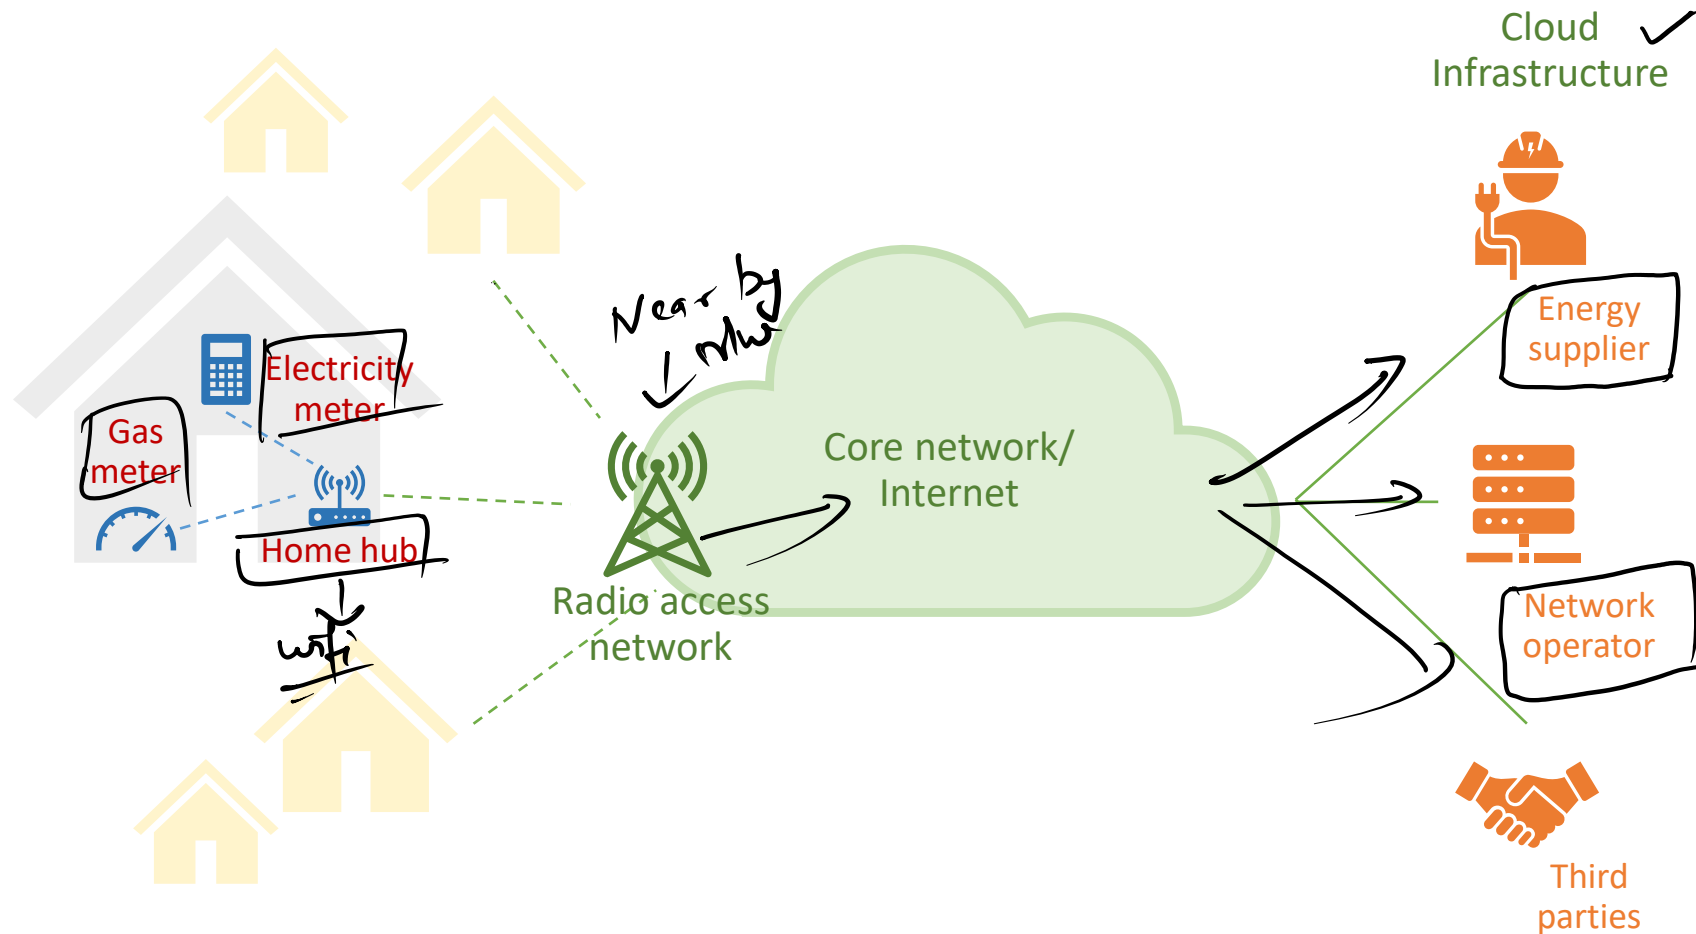 Cloud
Infrastructure
Near by
Electricity
meter
Gas
meter
Home hub
wifi
Core network/
Internet
Radio access
network
Energy
supplier
Network
operator
Third
parties